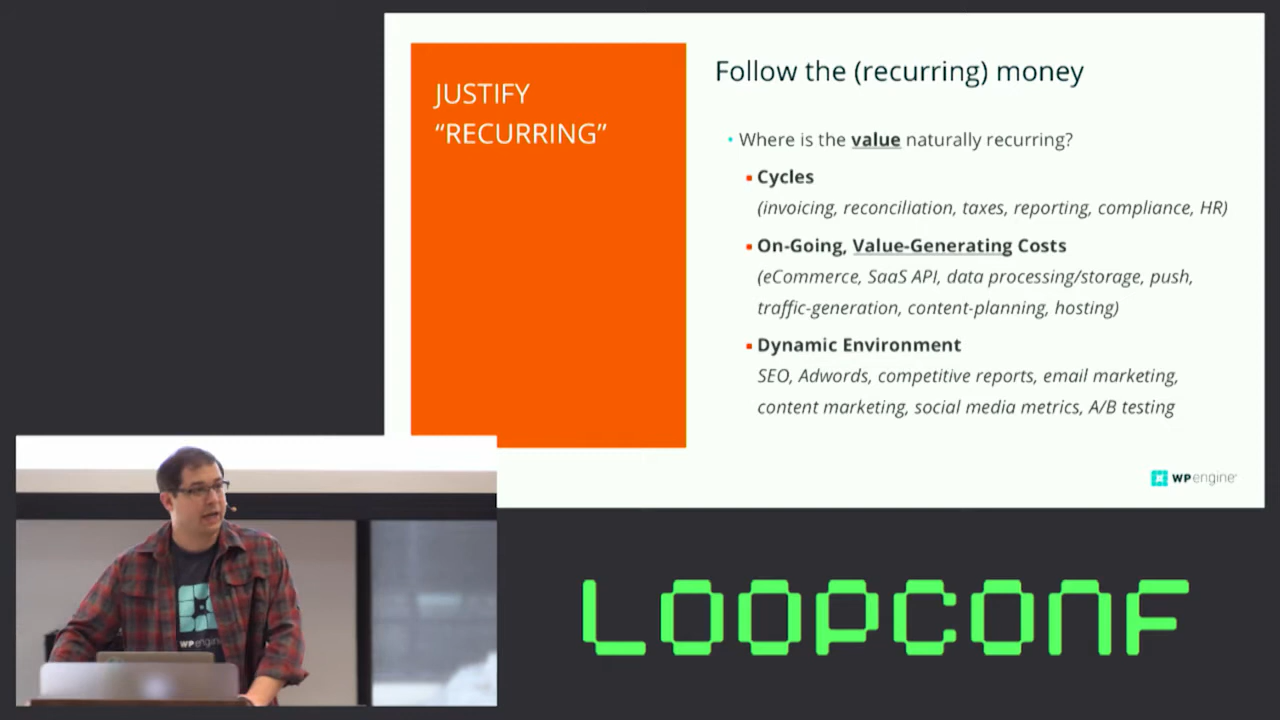 JUSTIFY
“RECURRING”
Follow the (recurring) money
• Where is the value naturally recurring?
▪ Cycles
(invoicing, reconciliation, taxes, reporting, compliance, HR)
▪ On-Going, Value-Generating Costs
(eCommerce, SaaS API, data processing/storage, push,
traffic-generation, content-planning, hosting)
▪ Dynamic Environment
SEO, Adwords, competitive reports, email marketing,
content marketing, social media metrics, A/B testing
WPengine
WPengine
LOOPCONF